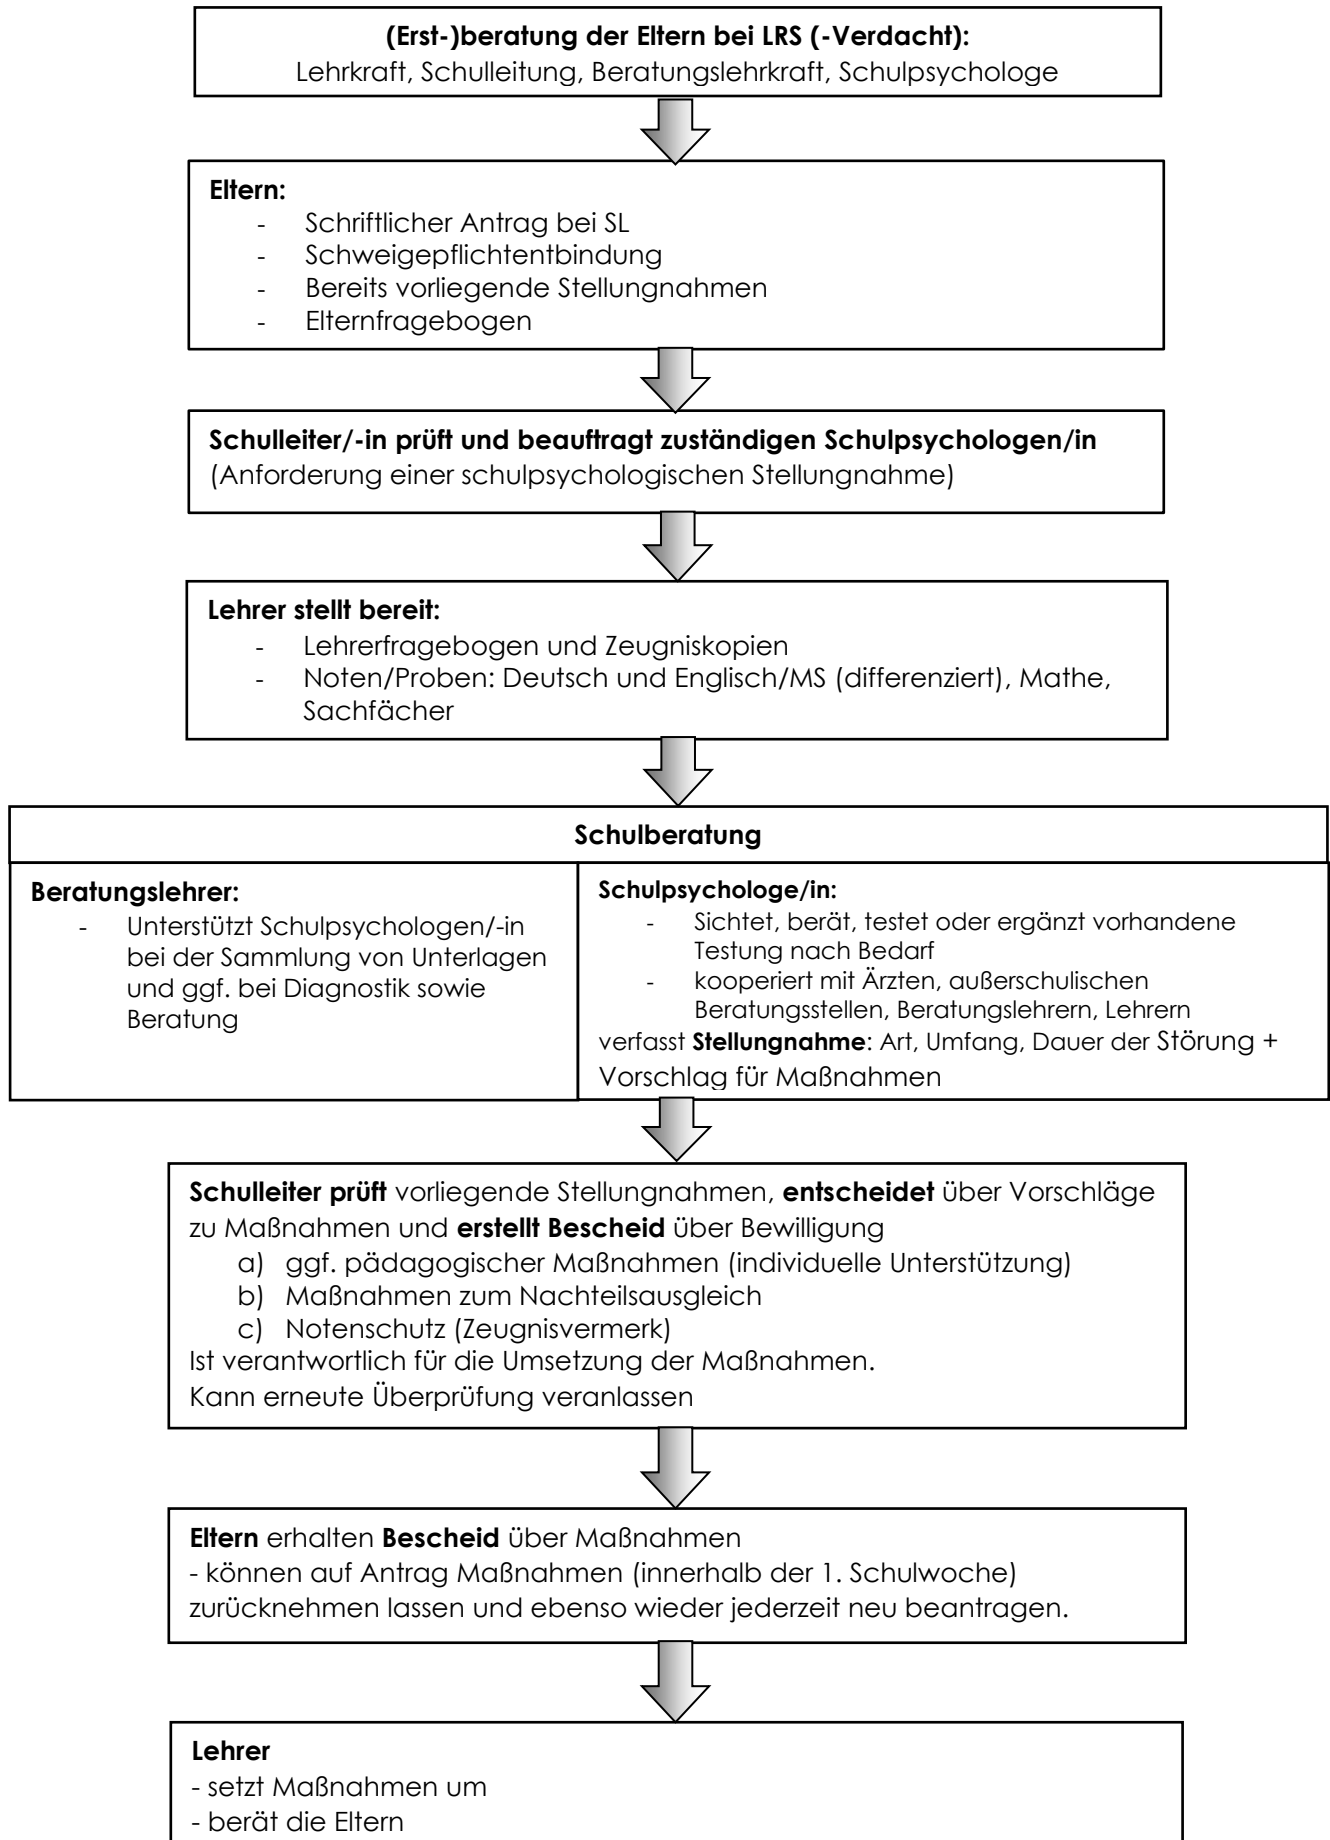 (Erst-)beratung der Eltern bei LRS (-Verdacht):
Lehrkraft, Schulleitung, Beratungslehrkraft, Schulpsychologe
Eltern:
- Schriftlicher Antrag bei SL
- Schweigepflichtentbindung
- Bereits vorliegende Stellungnahmen
- Elternfragebogen
Schulleiter/-in prüft und beauftragt zuständigen Schulpsychologen/in
(Anforderung einer schulpsychologischen Stellungnahme)
Lehrer stellt bereit:
- Lehrerfragebogen und Zeugniskopien
- Noten/Proben: Deutsch und Englisch/MS (differenziert), Mathe,
Sachfächer
Schulberatung
Beratungslehrer:
- Unterstützt Schulpsychologen/-in
bei der Sammlung von Unterlagen
und ggf. bei Diagnostik sowie
Beratung
Schulpsychologe/in:
- Sichtet, berät, testet oder ergänzt vorhandene
Testung nach Bedarf
- kooperiert mit Ärzten, außerschulischen
Beratungsstellen, Beratungslehrern, Lehrern
verfasst Stellungnahme: Art, Umfang, Dauer der Störung +
Vorschlag für Maßnahmen
Schulleiter prüft vorliegende Stellungnahmen, entscheidet über Vorschläge
zu Maßnahmen und erstellt Bescheid über Bewilligung
a) ggf. pädagogischer Maßnahmen (individuelle Unterstützung)
b) Maßnahmen zum Nachteilsausgleich
c) Notenschutz (Zeugnisvermerk)
Ist verantwortlich für die Umsetzung der Maßnahmen.
Kann erneute Überprüfung veranlassen
Eltern erhalten Bescheid über Maßnahmen
- können auf Antrag Maßnahmen (innerhalb der 1. Schulwoche)
zurücknehmen lassen und ebenso wieder jederzeit neu beantragen.
Lehrer
- setzt Maßnahmen um
- berät die Eltern